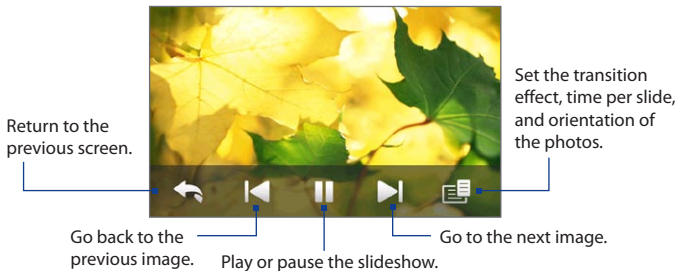 Set the transition
effect, time per slide,
and orientation of
the photos.
Return to the
previous screen.
Go back to the
previous image.
Play or pause the slideshow.
Go to the next image.